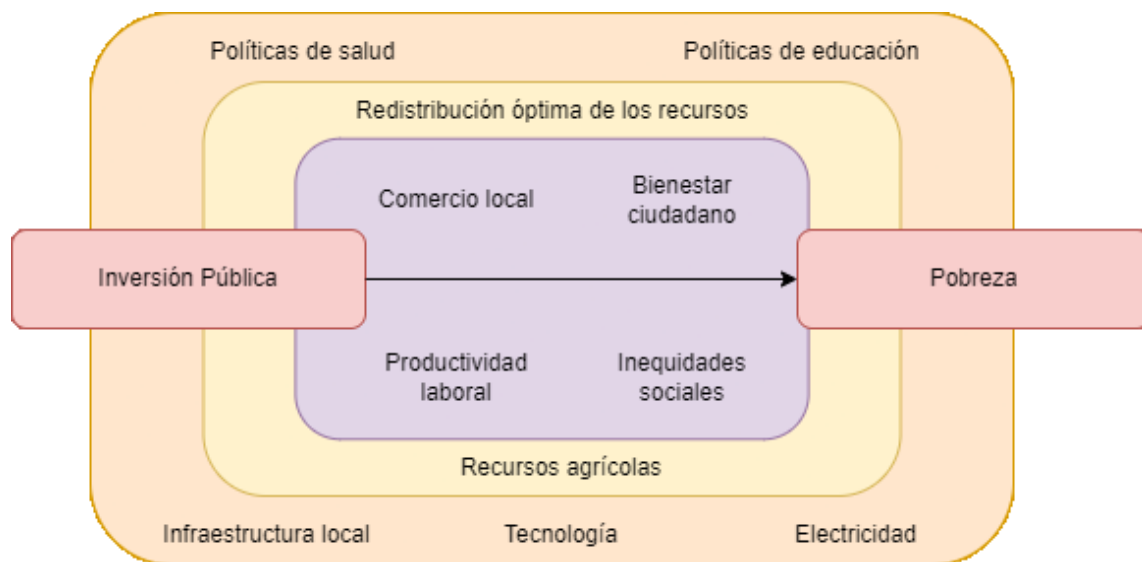 Políticas de salud
Políticas de educación
Redistribución óptima de los recursos
Comercio local
Bienestar
ciudadano
Inversión Pública
Pobreza
Productividad
laboral
Inequidades
sociales
Recursos agrícolas
Infraestructura local
Tecnología
Electricidad